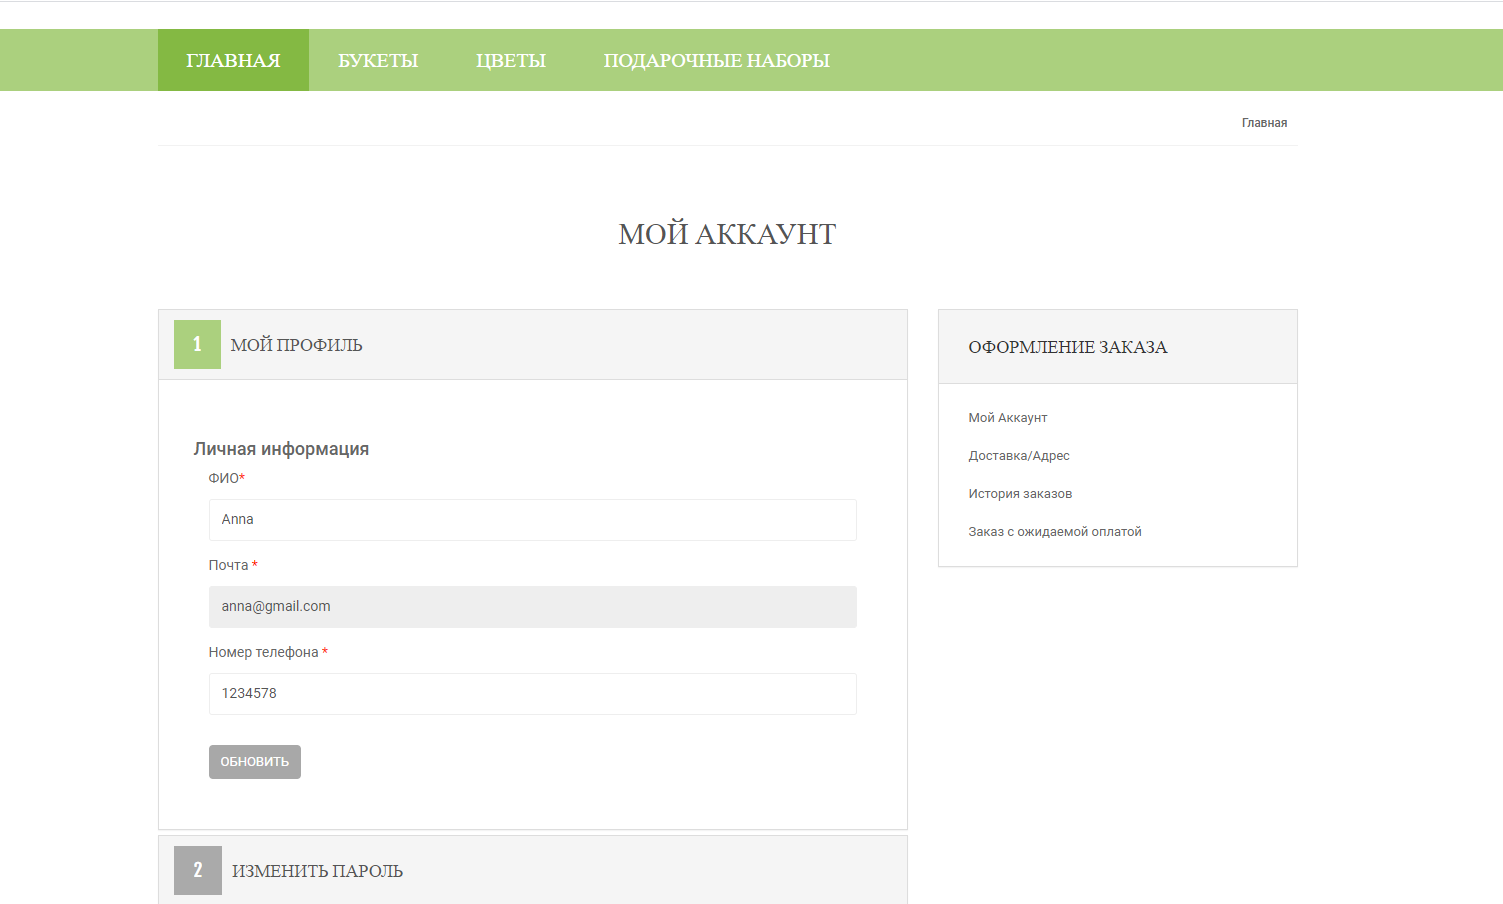 ГЛАВНАЯ БУКЕТЫ ЦВЕТЫ ПОДАРОЧНЫЕ НАБОРЫ
Главная
МОЙ АККАУНТ
1 МОЙ ПРОФИЛЬ
Личная информация
ФИО*
Anna
Почта *
anna@gmail.com
Номер телефона *
1234578
ОБНОВИТЬ
2 ИЗМЕНИТЬ ПАРОЛЬ
ОФОРМЛЕНИЕ ЗАКАЗА
Мой Аккаунт
Доставка/Адрес
История заказов
Заказ с ожидаемой оплатой